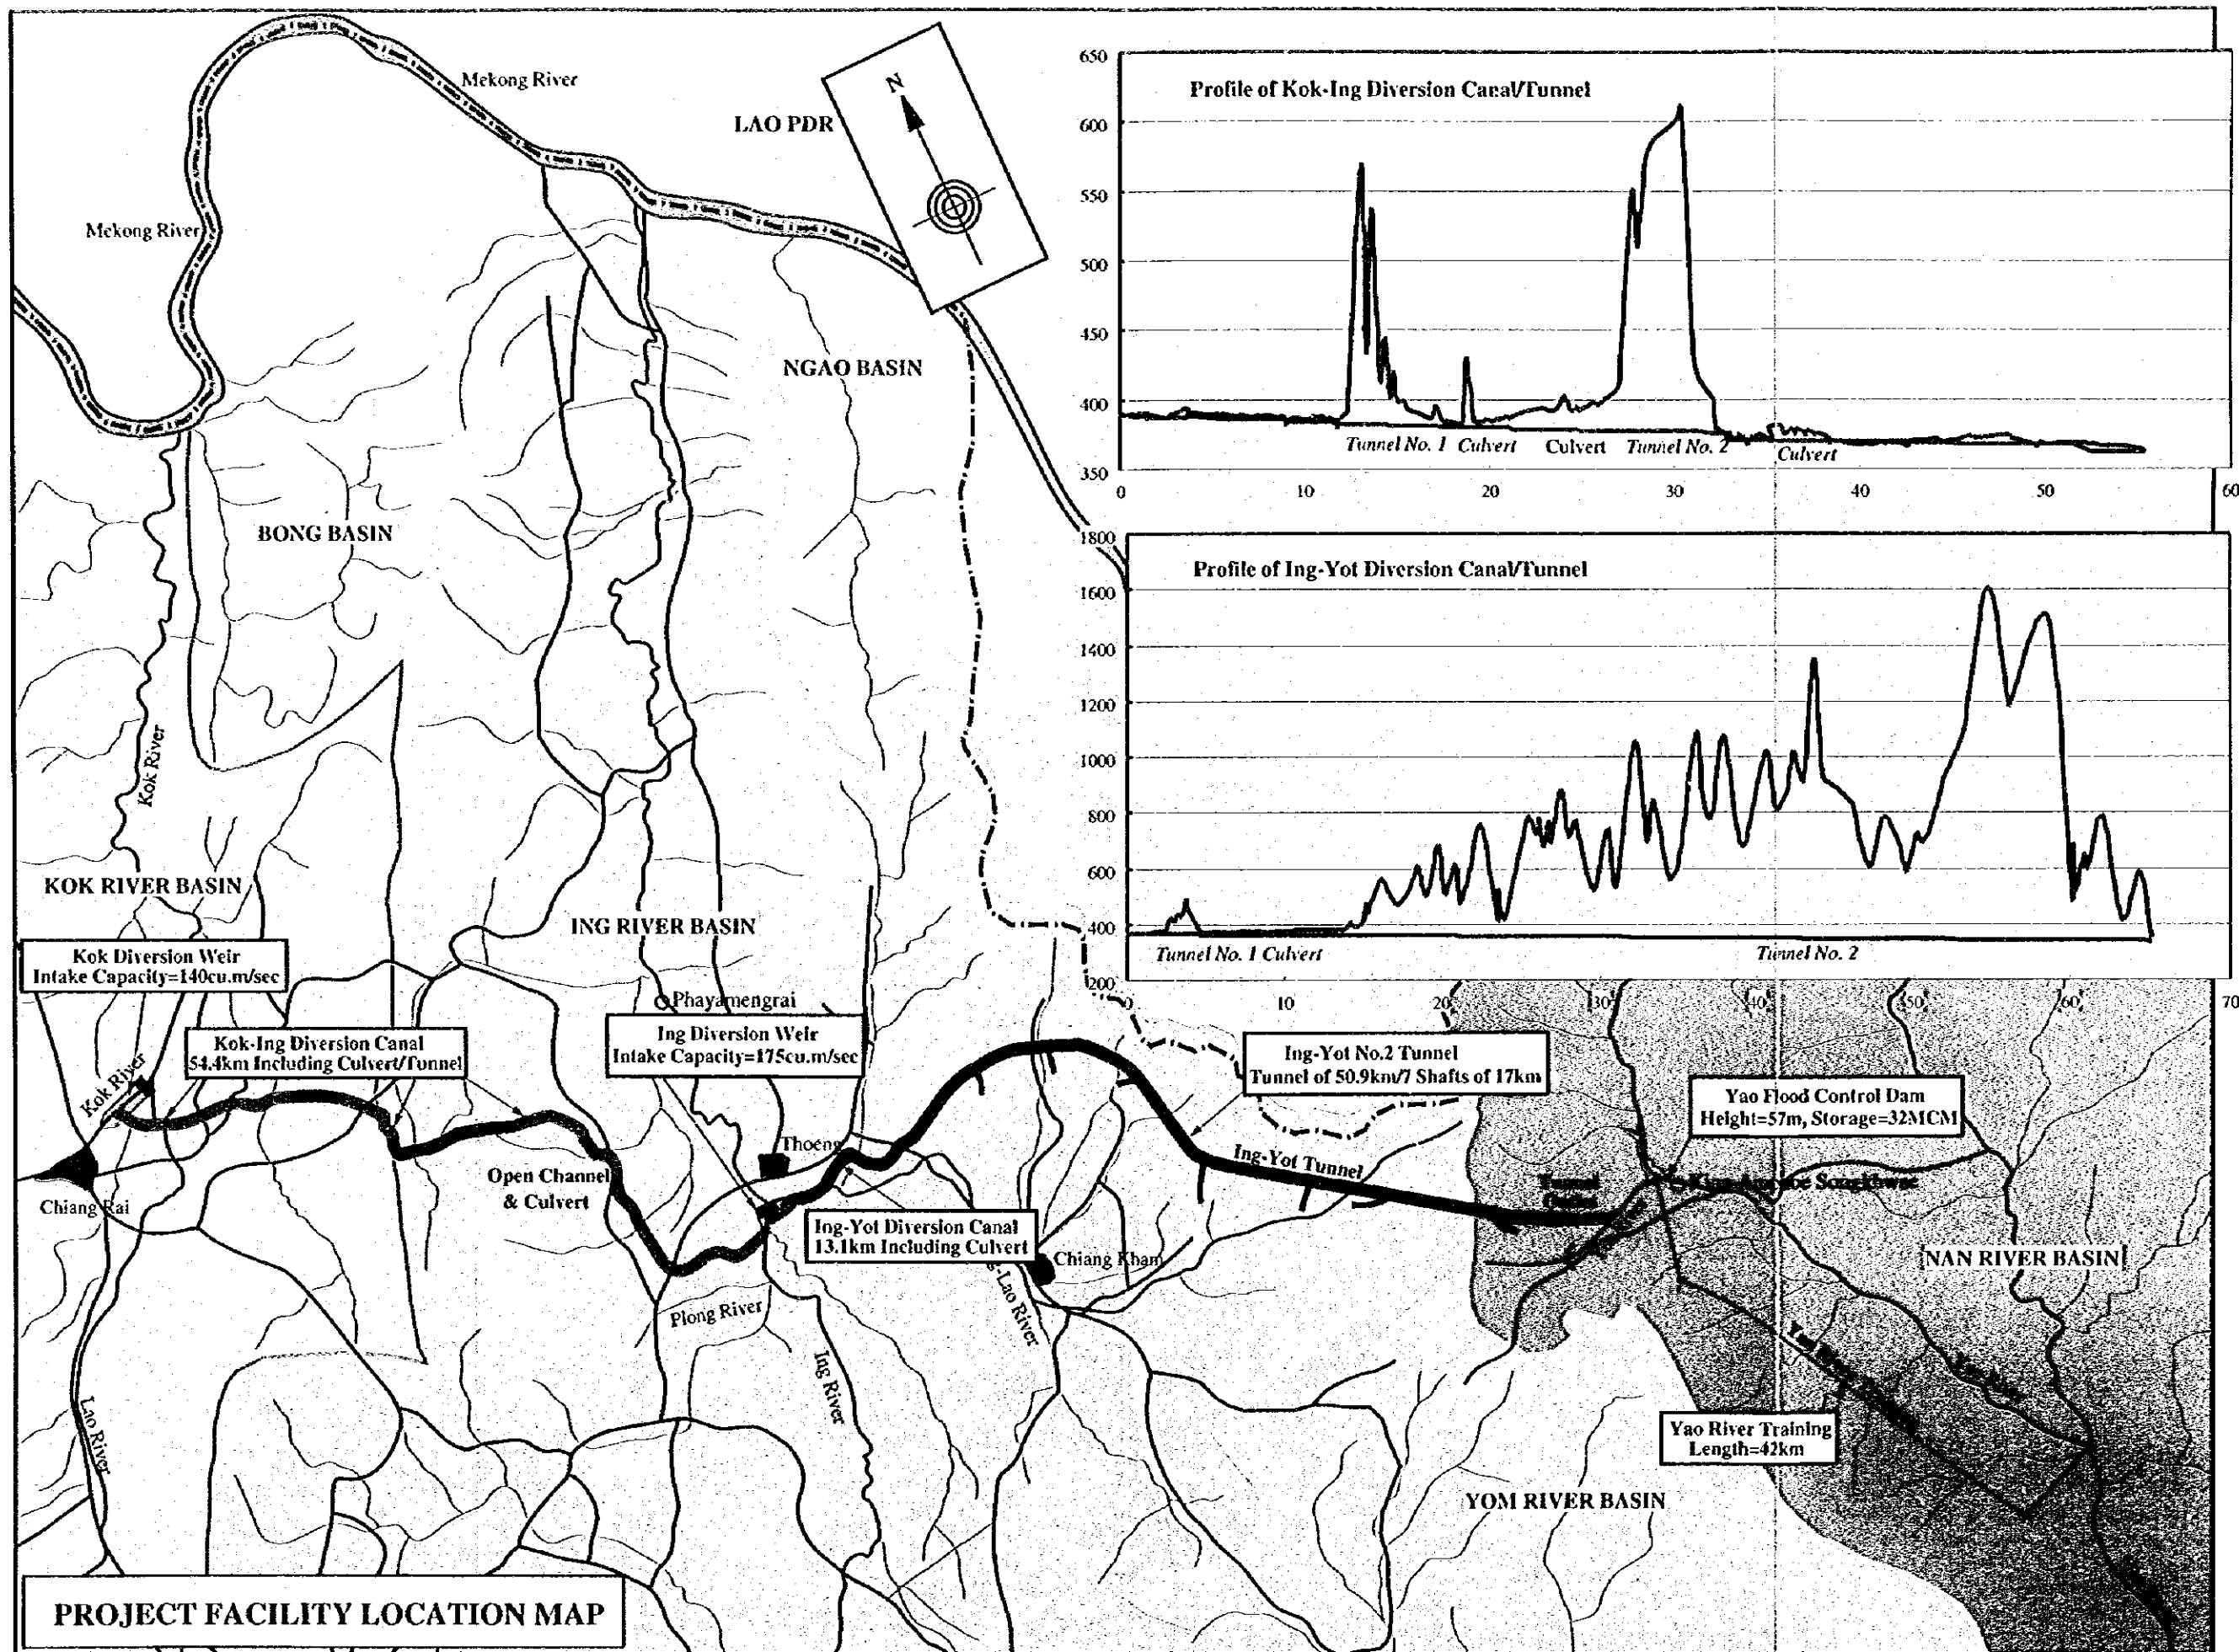 Mekong River
Mekong River
LAO PDR
N
NGAO BASIN
BONG BASIN
Kok River
KOK RIVER BASIN
ING RIVER BASIN
Kok Diversion Weir
Intake Capacity=140cu.m/sec
Kok-Ing Diversion Canal
54.4km Including Culvert/Tunnel
Phayamengrai
Ing Diversion Weir
Intake Capacity=175cu.m/sec
Ing-Yot No.2 Tunnel
Tunnel of 50.9km/7 Shafts of 17km
Yao Flood Control Dam
Height=57m, Storage=32MCM
Kok River
Chiang Rai
Open Channel
& Culvert
Thoeng
Ing-Yot Tunnel
Tunnel
Outlet
Ing-Yot Diversion Canal
13.1km Including Culvert
Chiang Kham
-Lao River
Plong River
Ing River
Lao River
NAN RIVER BASIN
Yao River
Yao River Training
Length=42km
YOM RIVER BASIN
PROJECT FACILITY LOCATION MAP
Profile of Kok-Ing Diversion Canal/Tunnel
650
600
550
500
450
400
350
Tunnel No. 1 Culvert Culvert Tunnel No. 2 Culvert
0 10 20 30 40 50 60
Profile of Ing-Yot Diversion Canal/Tunnel
1800
1600
1400
1200
1000
800
600
400
200
Tunnel No. 1 Culvert Tunnel No. 2
0 10 20 30 40 50 60 70